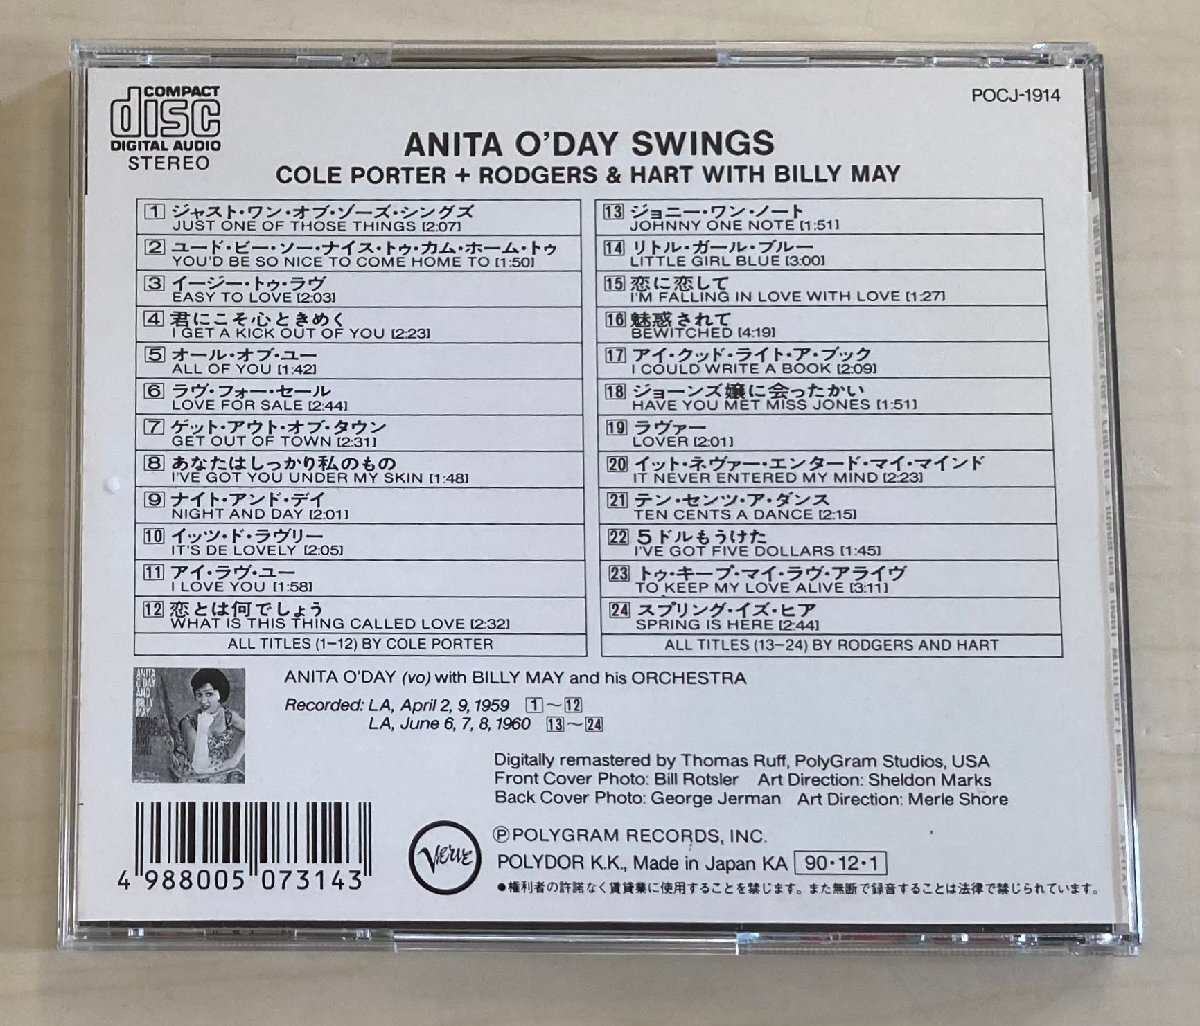 COMPACT
disc
DIGITAL AUDIO
STEREO
POCJ-1914
ANITA O'DAY SWINGS
COLE PORTER + RODGERS & HART WITH BILLY MAY
1 ジャスト・ワン・オブ・ゾーズ・シングズ
JUST ONE OF THOSE THINGS [2:07]
2 ユード・ビー・ソー・ナイス・トゥ・カム・ホーム・トゥ
YOU'D BE SO NICE TO COME HOME TO [1:50]
3 イージー・トゥ・ラヴ
EASY TO LOVE [2:03]
4 君にこそ心ときめく
I GET A KICK OUT OF YOU [2:23]
5 オール・オブ・ユー
ALL OF YOU [1:42]
6 ラヴ・フォー・セール
LOVE FOR SALE [2:44]
7 ゲット・アウト・オブ・タウン
GET OUT OF TOWN [2:31]
8 あなたはしっかり私のもの
I'VE GOT YOU UNDER MY SKIN [1:48]
9 ナイト・アンド・デイ
NIGHT AND DAY [2:01]
10 イッツ・ド・ラヴリー
IT'S DE LOVELY [2:05]
11 アイ・ラヴ・ユー
I LOVE YOU [1:58]
12 恋とは何でしょう
WHAT IS THIS THING CALLED LOVE [2:32]
ALL TITLES (1-12) BY COLE PORTER
13 ジョニー・ワン・ノート
JOHNNY ONE NOTE [1:51]
14 リトル・ガール・ブルー
LITTLE GIRL BLUE [3:00]
15 恋に恋して
I'M FALLING IN LOVE WITH LOVE [1:27]
16 魅惑されて
BEWITCHED [4:19]
17 アイ・クッド・ライト・ア・ブック
I COULD WRITE A BOOK [2:09]
18 ジョーンズ嬢に会ったかい
HAVE YOU MET MISS JONES [1:51]
19 ラヴァー
LOVER [2:01]
20 イット・ネヴァー・エンタード・マイ・マインド
IT NEVER ENTERED MY MIND [2:23]
21 テン・センツ・ア・ダンス
TEN CENTS A DANCE [2:15]
22 5ドルもうけた
I'VE GOT FIVE DOLLARS [1:45]
23 トゥ・キープ・マイ・ラヴ・アライヴ
TO KEEP MY LOVE ALIVE [3:11]
24 スプリング・イズ・ヒア
SPRING IS HERE [2:44]
ALL TITLES (13-24) BY RODGERS AND HART
ANITA
O'DAY
AND
ANITA O'DAY (vo) with BILLY MAY and his ORCHESTRA
Recorded: LA, April 2, 9, 1959 1~12
LA, June 6, 7, 8, 1960 13~24
Digitally remastered by Thomas Ruff, PolyGram Studios, USA
Front Cover Photo: Bill Rotsler Art Direction: Sheldon Marks
Back Cover Photo: George Jerman Art Direction: Merle Shore
4 988005 073143
Verve
ⓅPOLYGRAM RECORDS, INC.
POLYDOR K.K., Made in Japan KA 90・12・1
●権利者の許諾なく賃貸業に使用することを禁じます。また無断で録音することは法律で禁じられています。